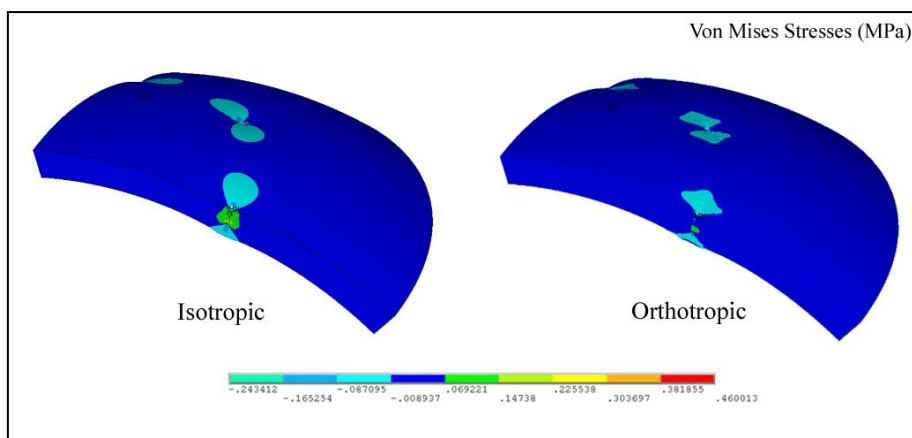 Von Mises Stresses (MPa)
Isotropic
Orthotropic
-.243412 -.087095 .069221 .225538 .381855
-.165254 -.008937 .14738 .303697 .460013